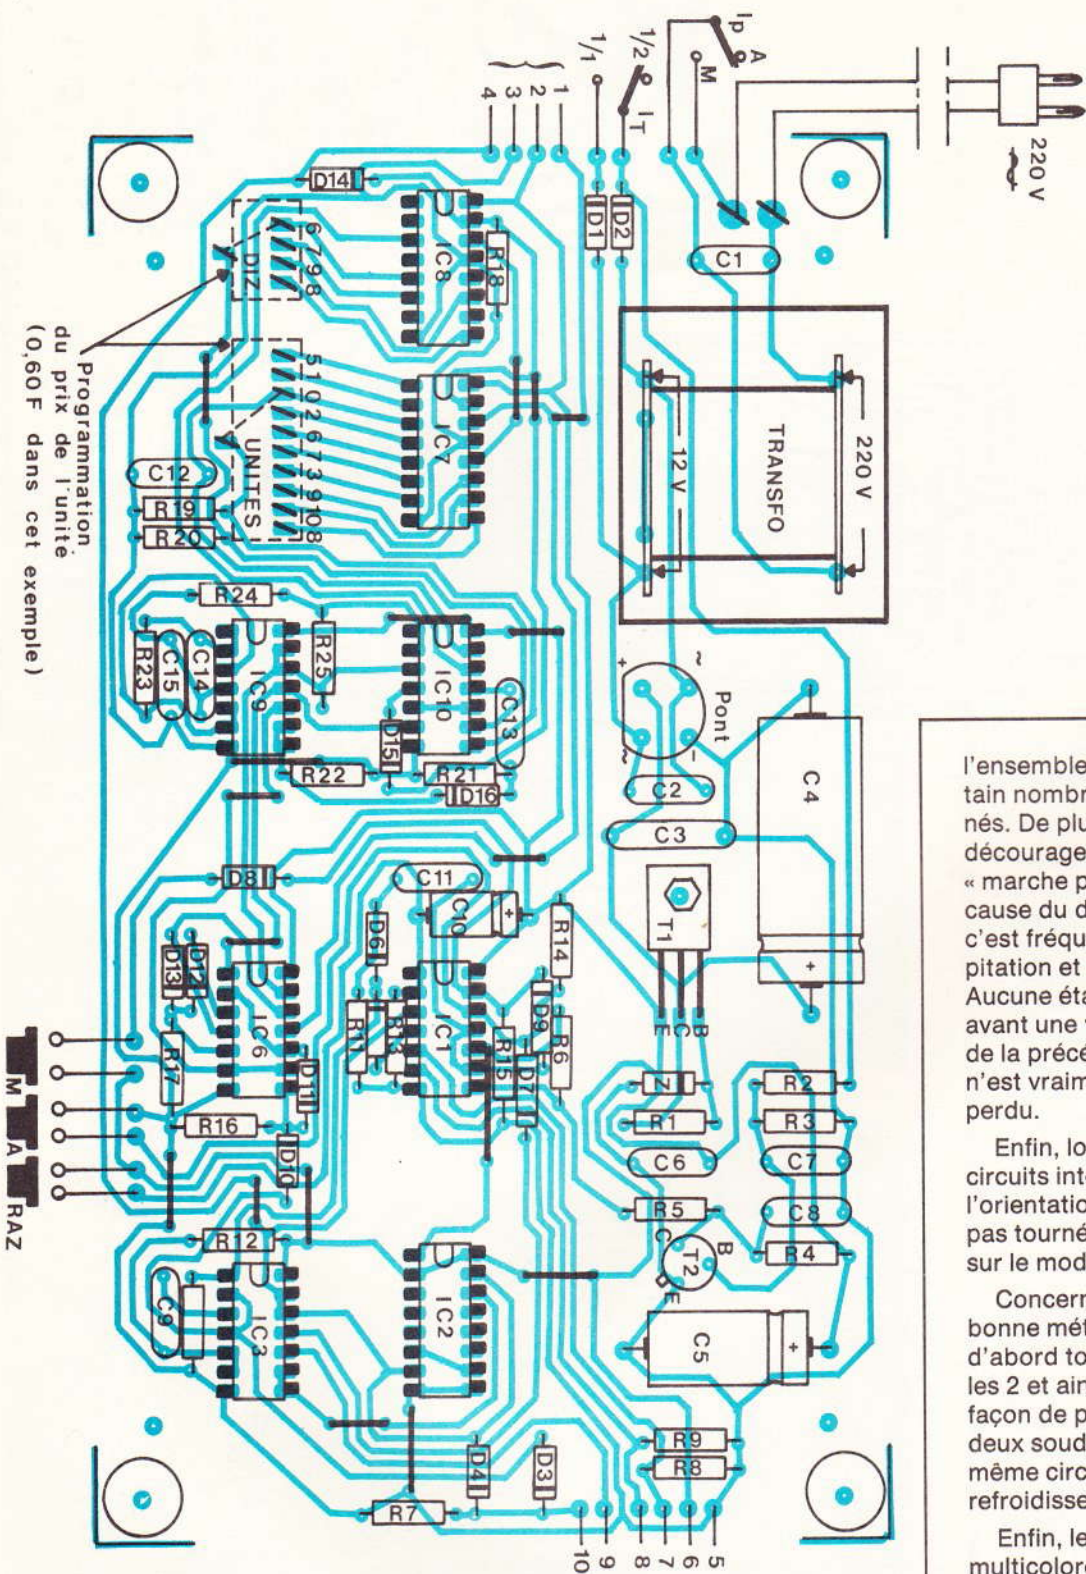 220 V
Ip
A
M
1/2
1/1
IT
1
2
3
4
D14
D1
D2
C1
6 7 9 8
DIZ
IC8
R18
5 1 0 2 6 7 3 9 10 8
UNITES
IC7
220 V
TRANSFO
12 V
Programmation
du prix de l'unité
(0,60 F dans cet exemple)
C12
R19
R20
R24
R23
C15
C14
IC9
R25
IC10
C13
D15
R22
R21
D16
+
~
Pont
~
-
C2
C3
C4
+
D8
C11
C10
+
D6
R14
T1
E
C
B
D13
D12
IC6
R11
R13
IC1
D9
R6
R15
D7
R17
D11
R16
D10
Z
R1
R2
R3
C6
C7
R5
C8
C
B
T2
E
R4
M
A
RAZ
R12
C9
IC3
IC2
C5
+
R9
R8
D4
D3
R7
10
9
8
7
6
5
l'ensemble
tain nombr
nés. De plu
décourage
« marche p
cause du d
c'est fréqu
pitation et
Aucune éta
avant une
de la précé
n'est vraim
perdu.
Enfin, lo
circuits inte
l'orientation
pas tourné
sur le mod
Concern
bonne mét
d'abord to
les 2 et ain
façon de p
deux soud
même circ
refroidisse
Enfin, le
multicolore